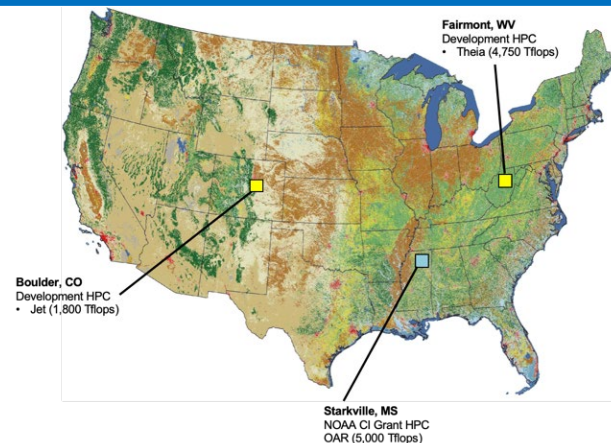 Fairmont, WV
Development HPC
• Theia (4,750 Tflops)
Boulder, CO
Development HPC
• Jet (1,800 Tflops)
Starkville, MS
NOAA CI Grant HPC
OAR (5,000 Tflops)